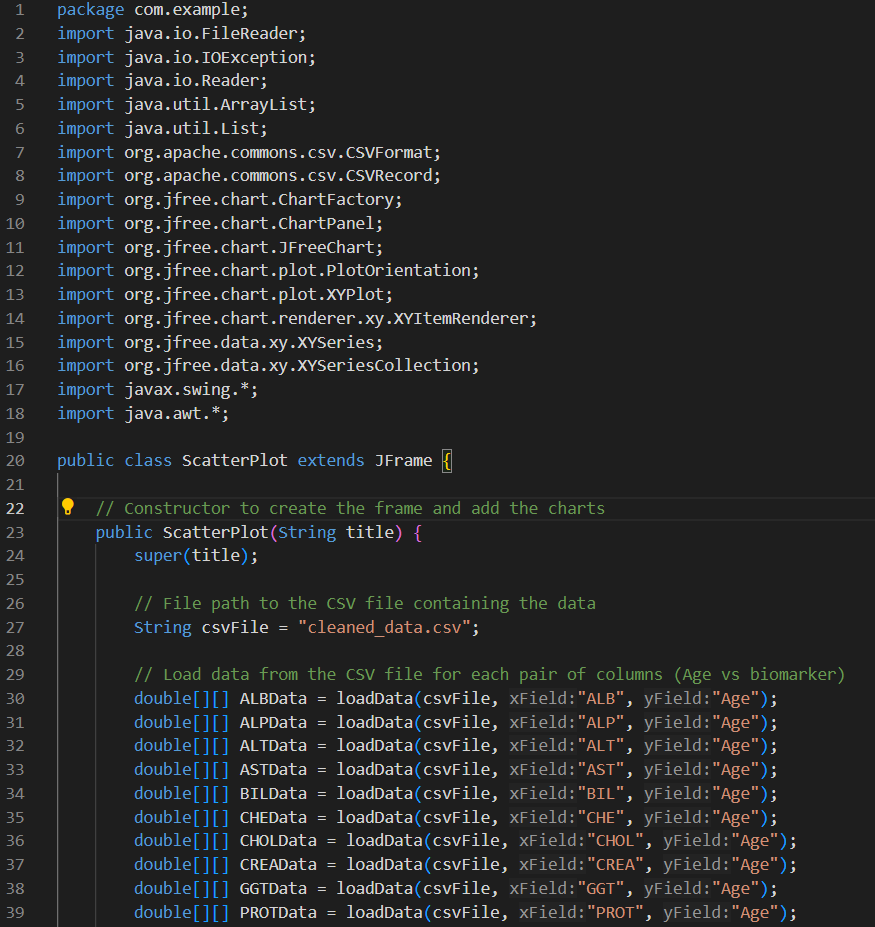 1 package com.example;
2 import java.io.FileReader;
3 import java.io.IOException;
4 import java.io.Reader;
5 import java.util.ArrayList;
6 import java.util.List;
7 import org.apache.commons.csv.CSVFormat;
8 import org.apache.commons.csv.CSVRecord;
9 import org.jfree.chart.ChartFactory;
10 import org.jfree.chart.ChartPanel;
11 import org.jfree.chart.JFreeChart;
12 import org.jfree.chart.plot.PlotOrientation;
13 import org.jfree.chart.plot.XYPlot;
14 import org.jfree.chart.renderer.xy.XYItemRenderer;
15 import org.jfree.data.xy.XYSeries;
16 import org.jfree.data.xy.XYSeriesCollection;
17 import javax.swing.*;
18 import java.awt.*;
19
20 public class ScatterPlot extends JFrame {
21
22 // Constructor to create the frame and add the charts
23 public ScatterPlot(String title) {
24 super(title);
25
26 // File path to the CSV file containing the data
27 String csvFile = "cleaned_data.csv";
28
29 // Load data from the CSV file for each pair of columns (Age vs biomarker)
30 double[][] ALBData = loadData(csvFile, xField:"ALB", yField:"Age");
31 double[][] ALPData = loadData(csvFile, xField:"ALP", yField:"Age");
32 double[][] ALTData = loadData(csvFile, xField:"ALT", yField:"Age");
33 double[][] ASTData = loadData(csvFile, xField:"AST", yField:"Age");
34 double[][] BILData = loadData(csvFile, xField:"BIL", yField:"Age");
35 double[][] CHEData = loadData(csvFile, xField:"CHE", yField:"Age");
36 double[][] CHOLData = loadData(csvFile, xField:"CHOL", yField:"Age");
37 double[][] CREAData = loadData(csvFile, xField:"CREA", yField:"Age");
38 double[][] GGTData = loadData(csvFile, xField:"GGT", yField:"Age");
39 double[][] PROTData = loadData(csvFile, xField:"PROT", yField:"Age");